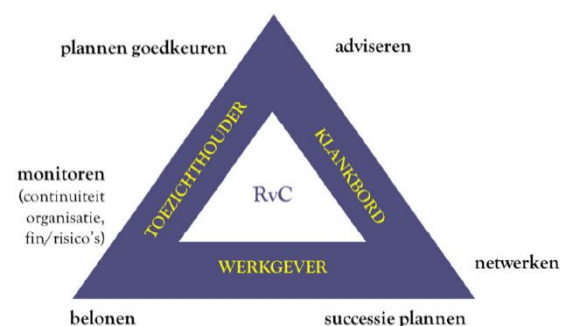 plannen goedkeuren
adviseren
TOEZICHTHOUDER
KLANKBORD
monitoren
(continuiteit
organisatie,
fin/risico's)
RvC
WERKGEVER
netwerken
belonen
successie plannen